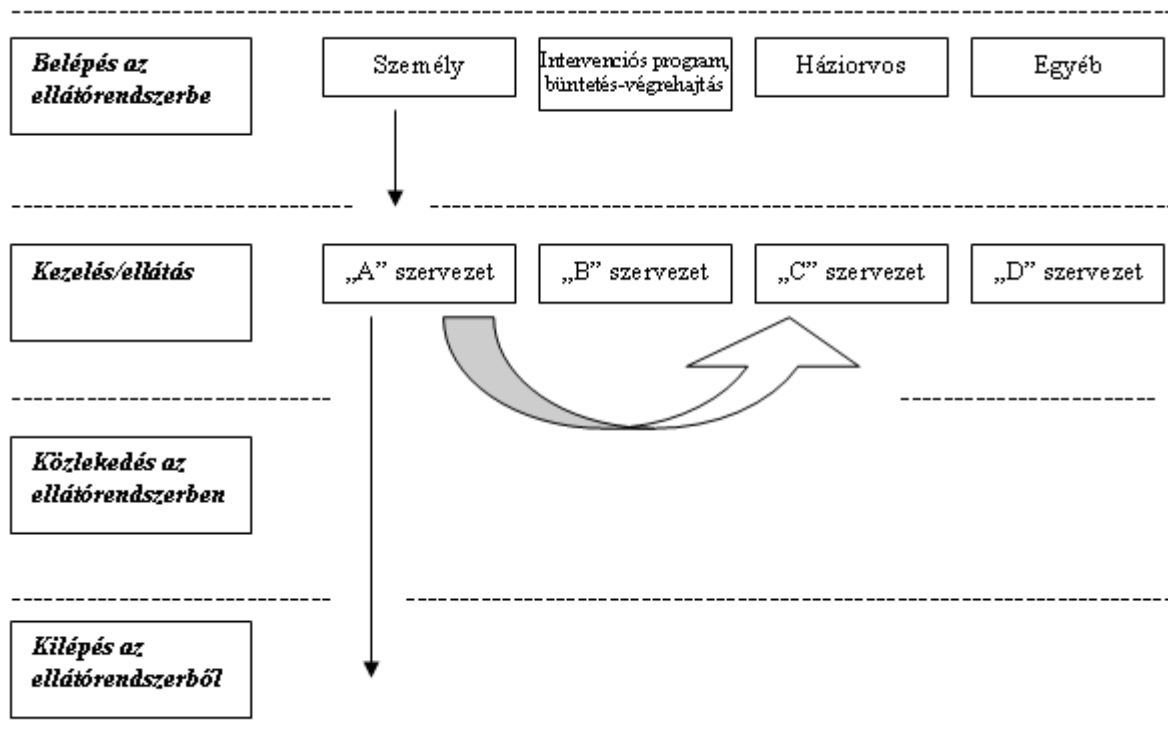 Belépés az
ellátórendszerbe
Személy
Intervenciós program,
büntetés-végrehajtás
Háziorvos
Egyéb
Kezelés/ellátás
„A” szervezet
„B” szervezet
„C” szervezet
„D” szervezet
Közlekedés az
ellátórendszerben
Kilépés az
ellátórendszerből